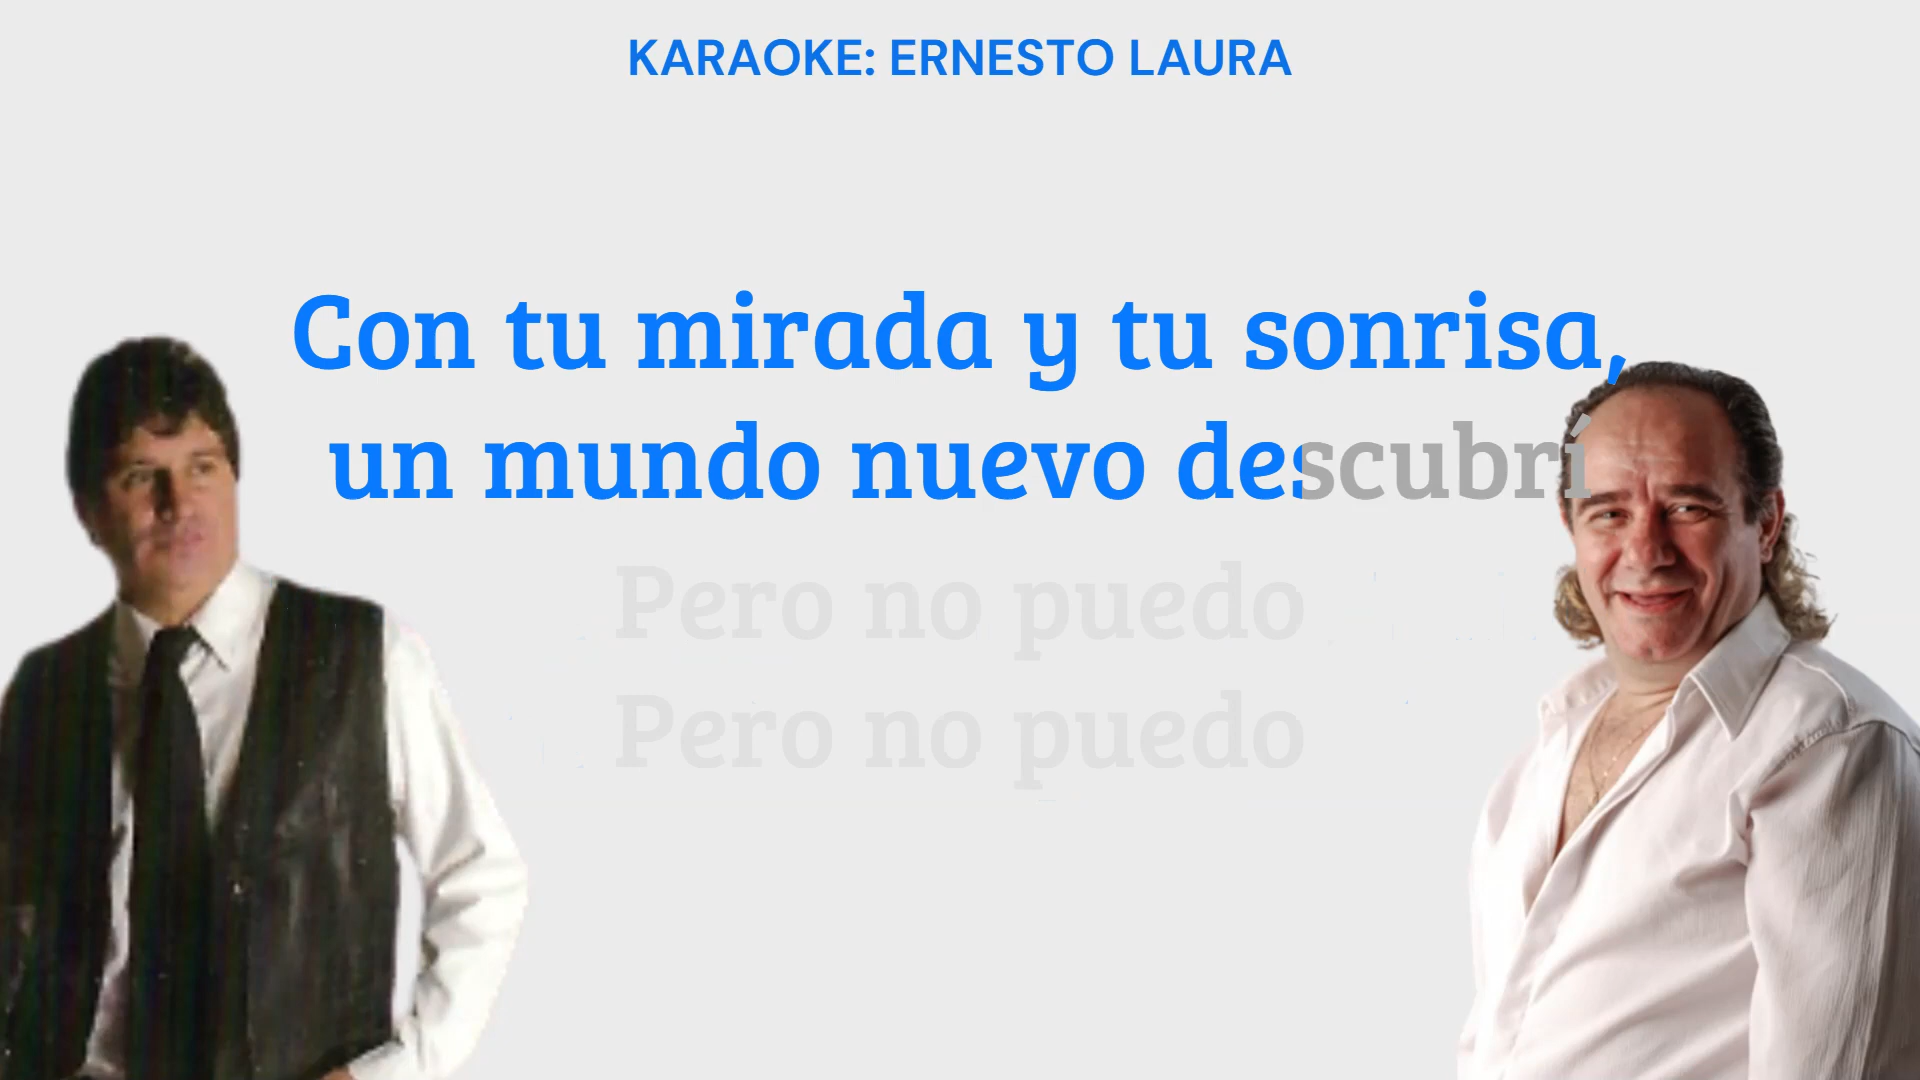 KARAOKE: ERNESTO LAURA
Con tu mirada y tu sonrisa,
un mundo nuevo descubrí
Pero no puedo
Pero no puedo